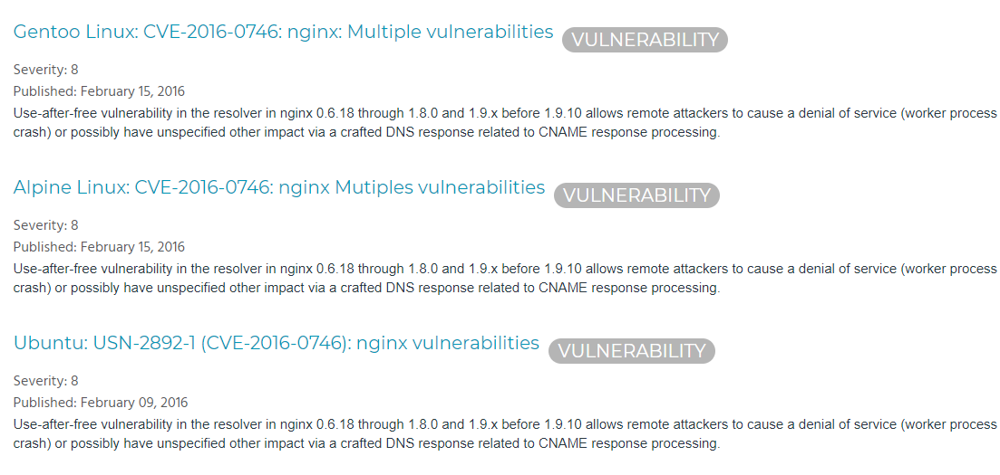 Gentoo Linux: CVE-2016-0746: nginx: Multiple vulnerabilities VULNERABILITY
Severity: 8
Published: February 15, 2016
Use-after-free vulnerability in the resolver in nginx 0.6.18 through 1.8.0 and 1.9.x before 1.9.10 allows remote attackers to cause a denial of service (worker process
crash) or possibly have unspecified other impact via a crafted DNS response related to CNAME response processing.
Alpine Linux: CVE-2016-0746: nginx Mutiples vulnerabilities VULNERABILITY
Severity: 8
Published: February 15, 2016
Use-after-free vulnerability in the resolver in nginx 0.6.18 through 1.8.0 and 1.9.x before 1.9.10 allows remote attackers to cause a denial of service (worker process
crash) or possibly have unspecified other impact via a crafted DNS response related to CNAME response processing.
Ubuntu: USN-2892-1 (CVE-2016-0746): nginx vulnerabilities VULNERABILITY
Severity: 8
Published: February 09, 2016
Use-after-free vulnerability in the resolver in nginx 0.6.18 through 1.8.0 and 1.9.x before 1.9.10 allows remote attackers to cause a denial of service (worker process
crash) or possibly have unspecified other impact via a crafted DNS response related to CNAME response processing.